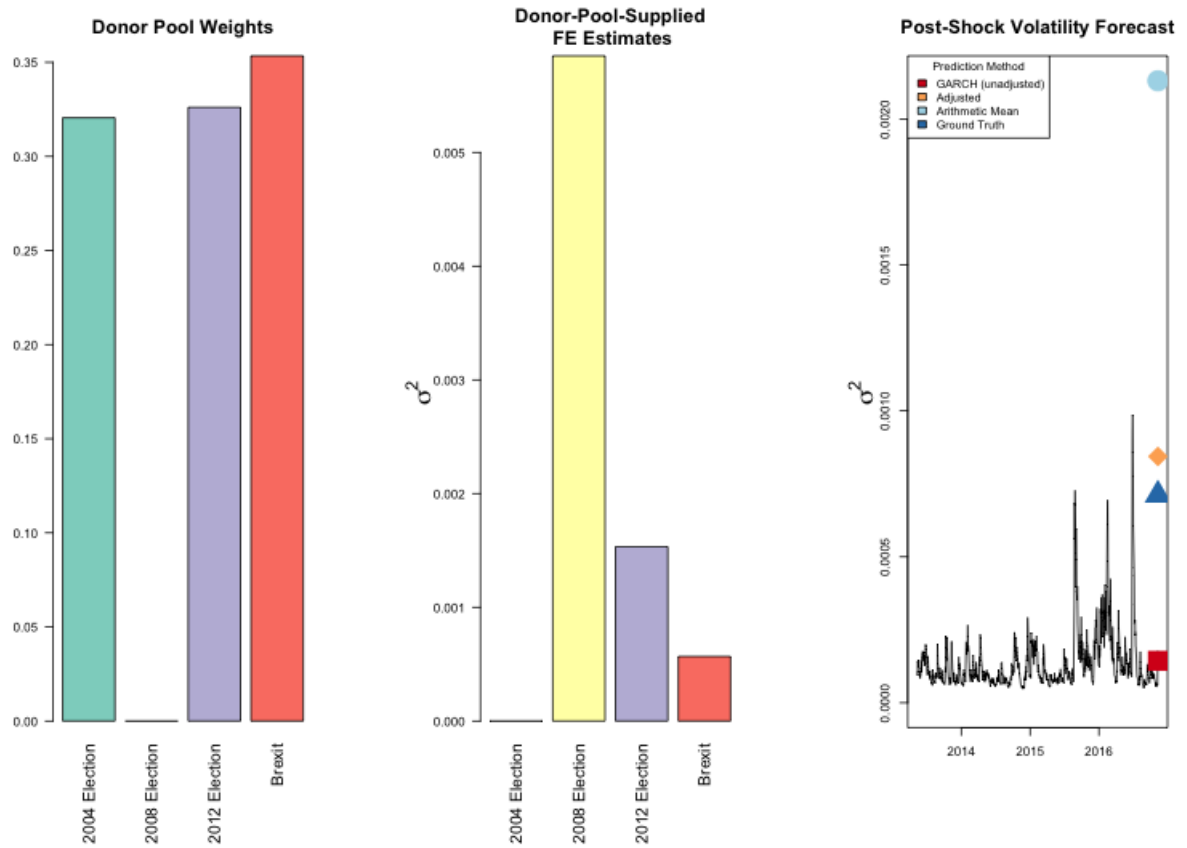 Donor Pool Weights
0.35
0.30
0.25
0.20
0.15
0.10
0.05
0.00
2004 Election
2008 Election
2012 Election
Brexit
Donor-Pool-Supplied
FE Estimates
σ2
0.005
0.004
0.003
0.002
0.001
0.000
2004 Election
2008 Election
2012 Election
Brexit
Post-Shock Volatility Forecast
Prediction Method
GARCH (unadjusted)
Adjusted
Arithmetic Mean
Ground Truth
σ2
0.0020
0.0015
0.0010
0.0005
0.0000
2014
2015
2016